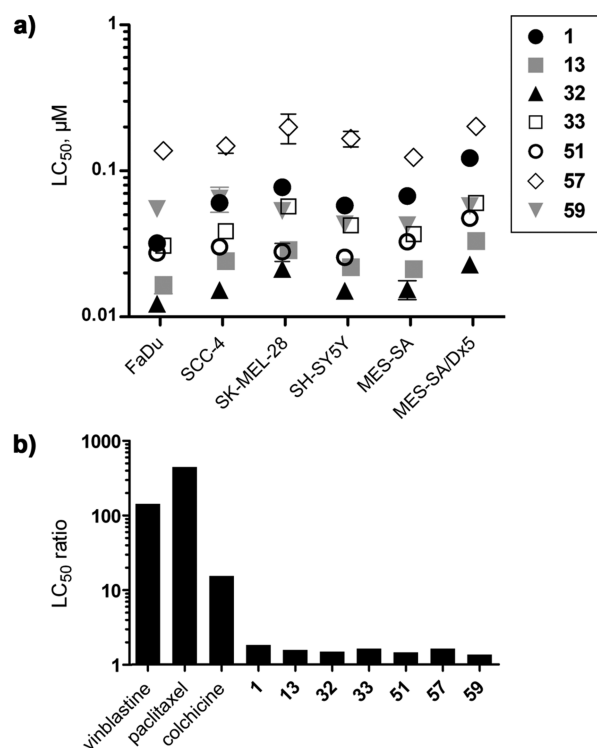 a)
LC50, μM
1
0.1
0.01
FaDu
SCC-4
SK-MEL-28
SH-SY5Y
MES-SA
MES-SA/Dx5
1
13
32
33
51
57
59
b)
LC50 ratio
1000
100
10
1
vinblastine
paclitaxel
colchicine
1
13
32
33
51
57
59